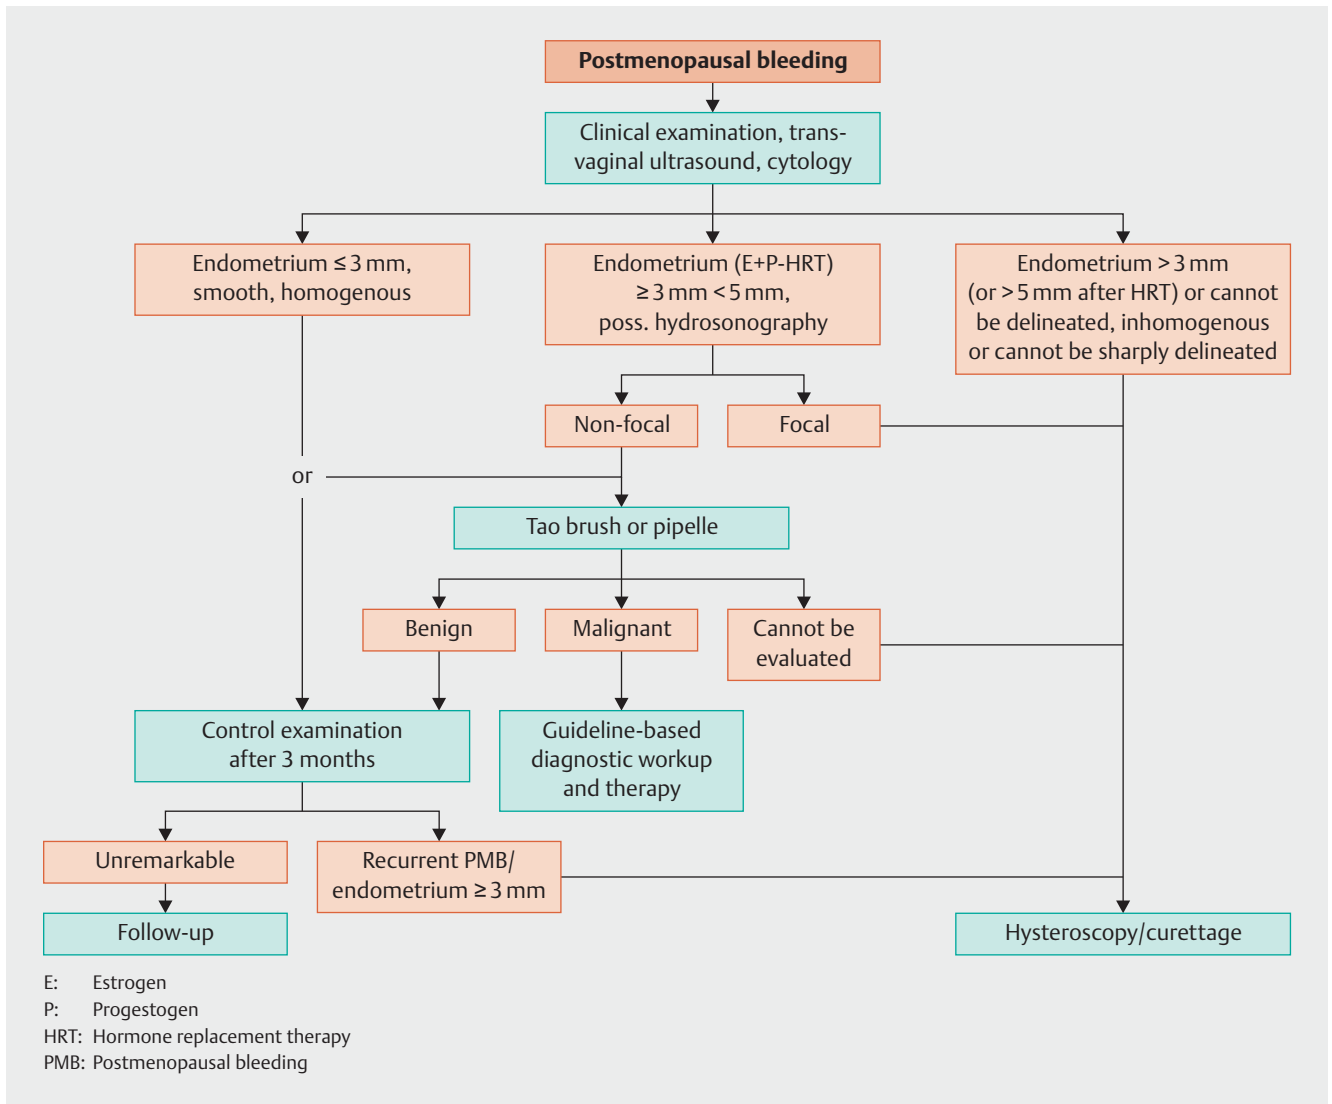 Postmenopausal bleeding
Clinical examination, trans-
vaginal ultrasound, cytology
Endometrium ≤ 3 mm,
smooth, homogenous
Endometrium (E+P-HRT)
≥ 3 mm < 5 mm,
poss. hydrosonography
Endometrium > 3 mm
(or > 5 mm after HRT) or cannot
be delineated, inhomogenous
or cannot be sharply delineated
Non-focal
Focal
or
Tao brush or pipelle
Benign
Malignant
Cannot be
evaluated
Control examination
after 3 months
Guideline-based
diagnostic workup
and therapy
Unremarkable
Recurrent PMB/
endometrium ≥ 3 mm
Follow-up
Hysteroscopy/curettage
E: Estrogen
P: Progestogen
HRT: Hormone replacement therapy
PMB: Postmenopausal bleeding